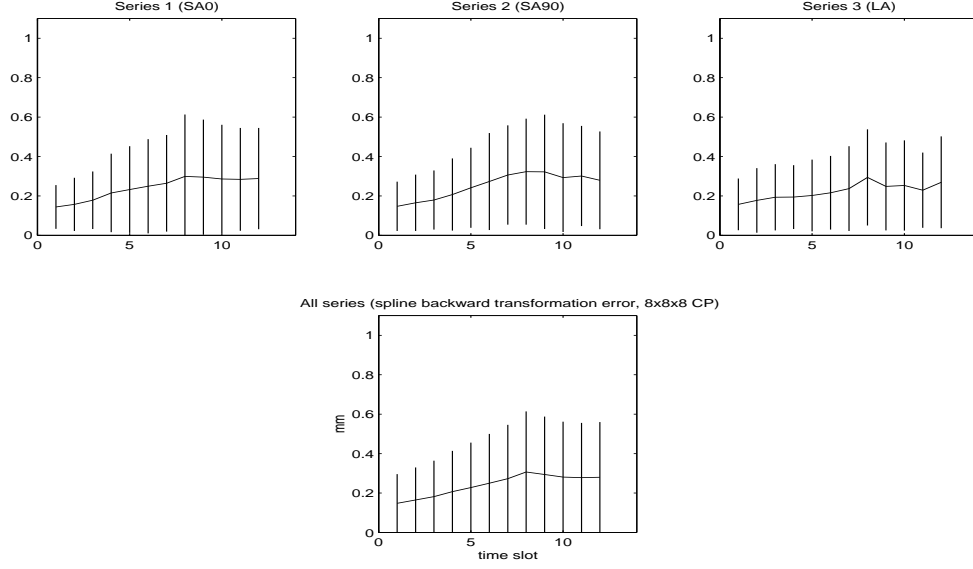 Series 1 (SA0)
1
0.8
0.6
0.4
0.2
0
0 5 10
Series 2 (SA90)
1
0.8
0.6
0.4
0.2
0
0 5 10
Series 3 (LA)
1
0.8
0.6
0.4
0.2
0
0 5 10
All series (spline backward transformation error, 8x8x8 CP)
1
0.8
0.6
0.4
0.2
0
mm
0 5 10
time slot